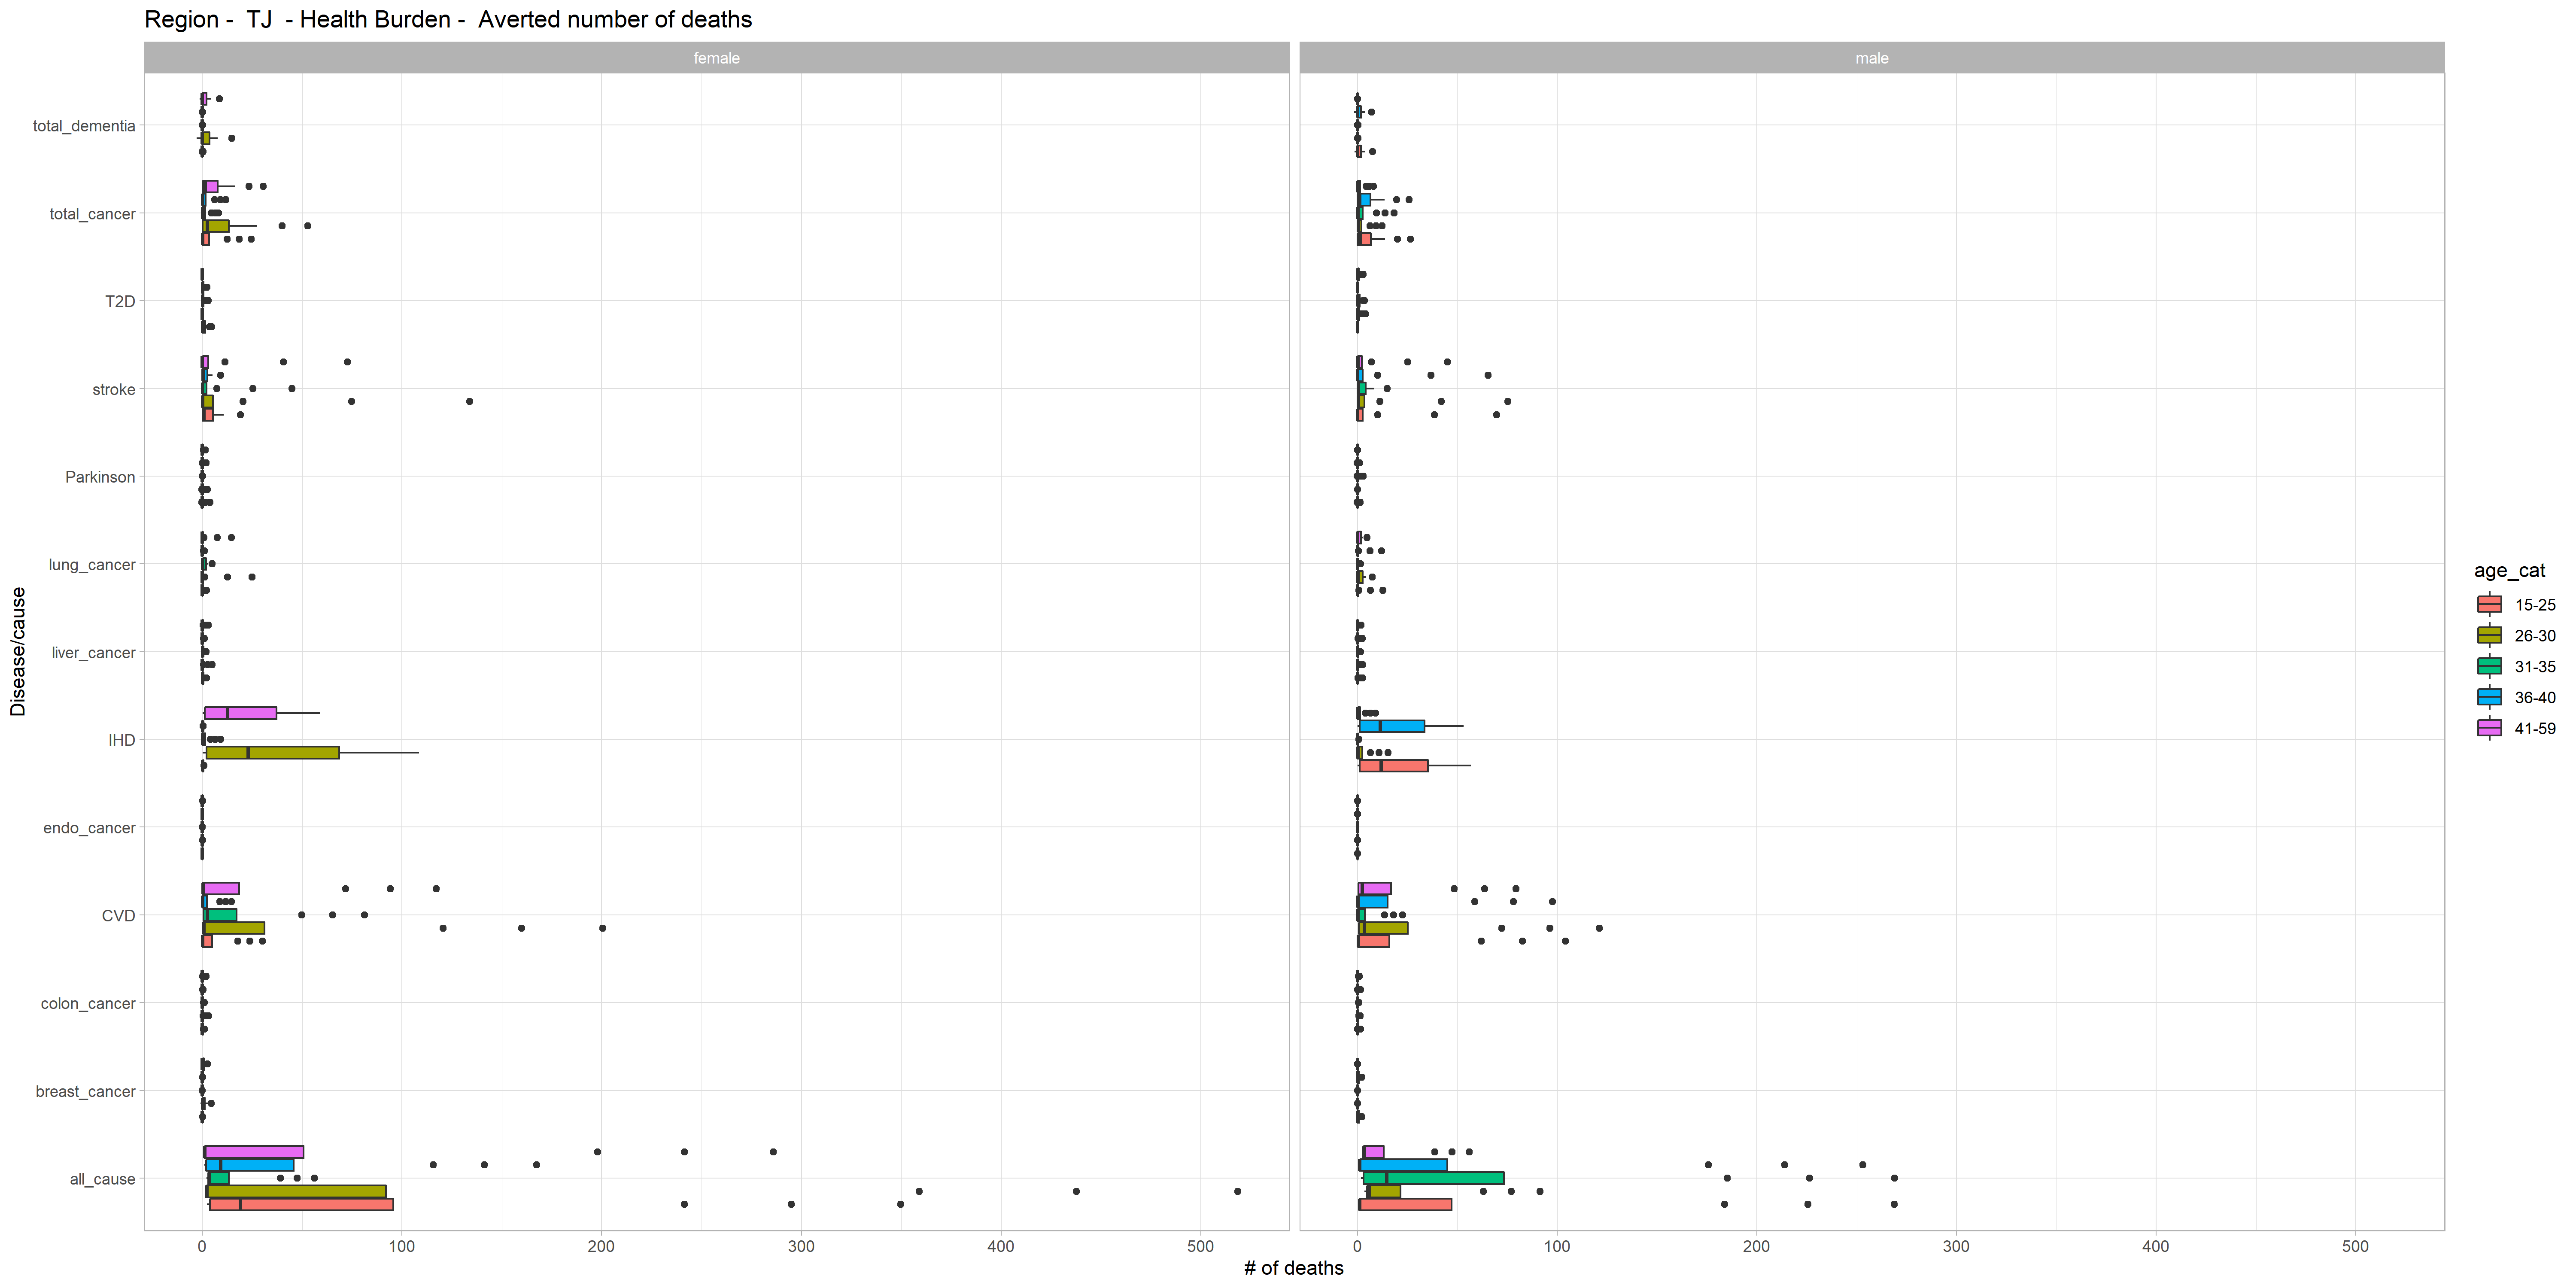 Region -  TJ  - Health Burden -  Averted number of deaths
female
male
Disease/cause
total_dementia
total_cancer
T2D
stroke
Parkinson
lung_cancer
liver_cancer
IHD
endo_cancer
CVD
colon_cancer
breast_cancer
all_cause
0 100 200 300 400 500
0 100 200 300 400 500
# of deaths
age_cat
15-25
26-30
31-35
36-40
41-59